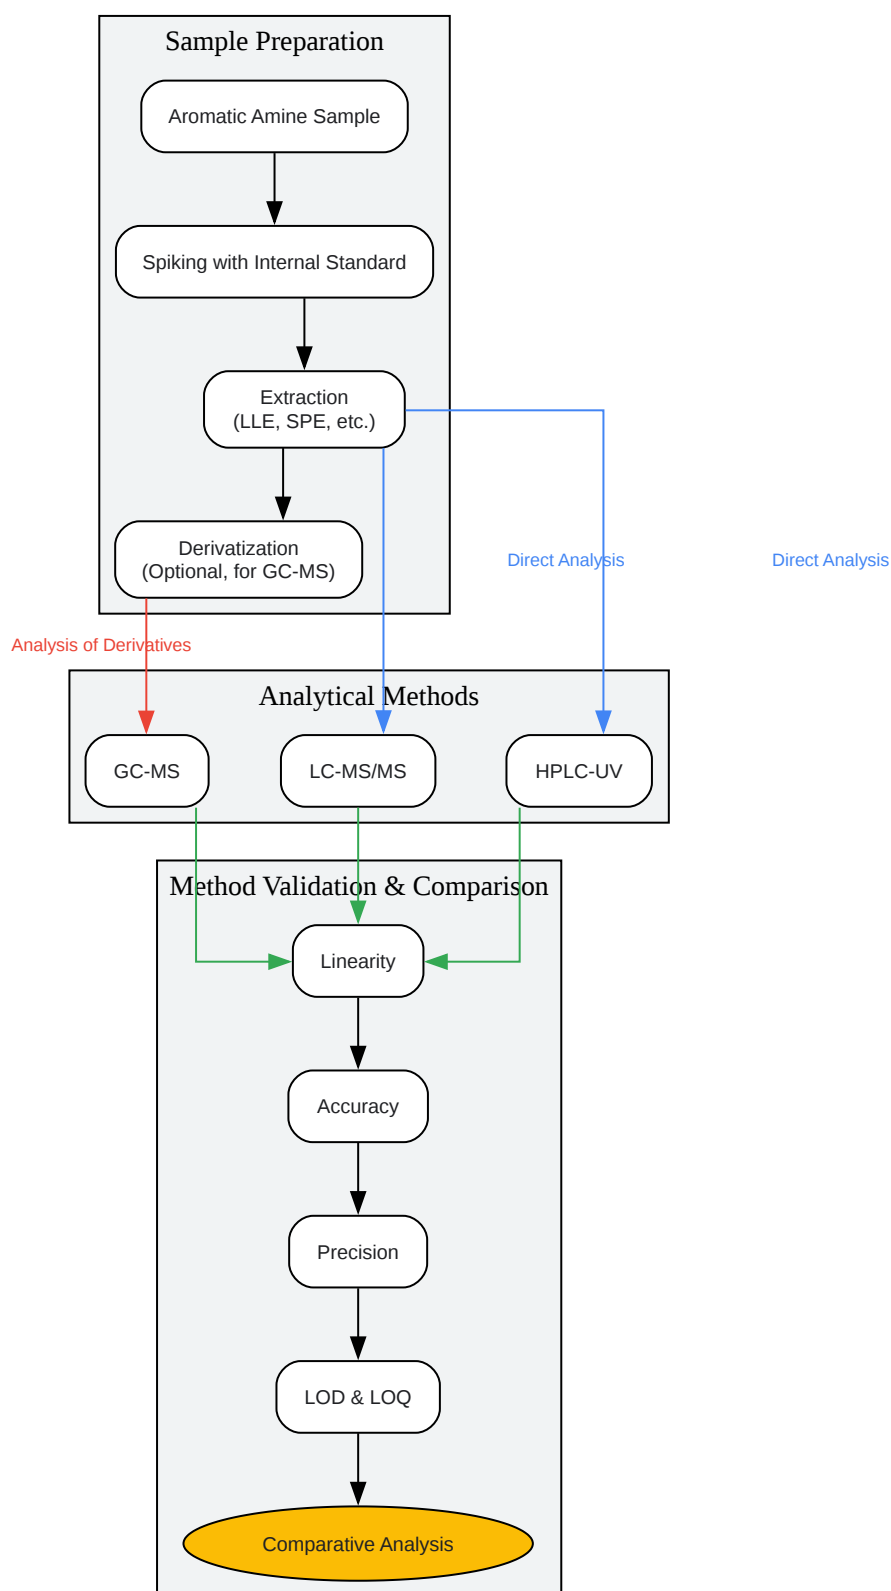 Sample Preparation
Aromatic Amine Sample
Spiking with Internal Standard
Extraction
(LLE, SPE, etc.)
Derivatization
(Optional, for GC-MS)
Direct Analysis
Direct Analysis
Analysis of Derivatives
Analytical Methods
GC-MS
LC-MS/MS
HPLC-UV
Method Validation & Comparison
Linearity
Accuracy
Precision
LOD & LOQ
Comparative Analysis